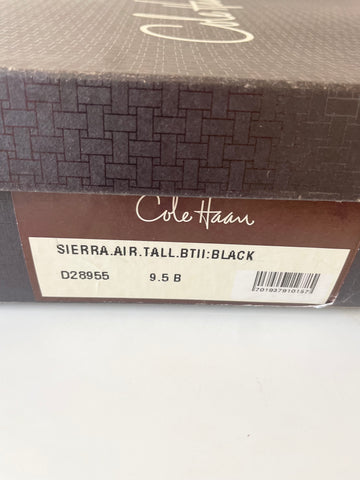 Cole Haan
Cole Haan
SIERRA.AIR.TALL.BTII:BLACK
D28955 9.5 B